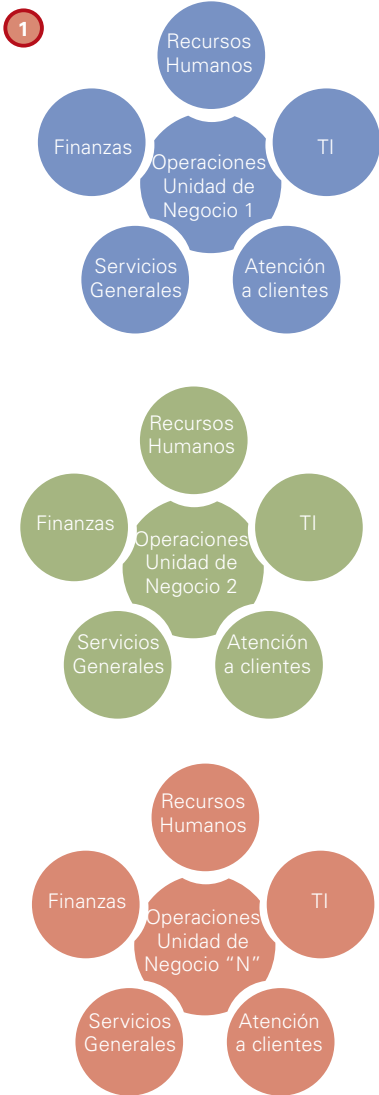 1
Recursos
Humanos
Finanzas
TI
Operaciones
Unidad de
Negocio 1
Servicios
Generales
Atención
a clientes
Recursos
Humanos
Finanzas
TI
Operaciones
Unidad de
Negocio 2
Servicios
Generales
Atención
a clientes
Recursos
Humanos
Finanzas
TI
Operaciones
Unidad de
Negocio “N”
Servicios
Generales
Atención
a clientes